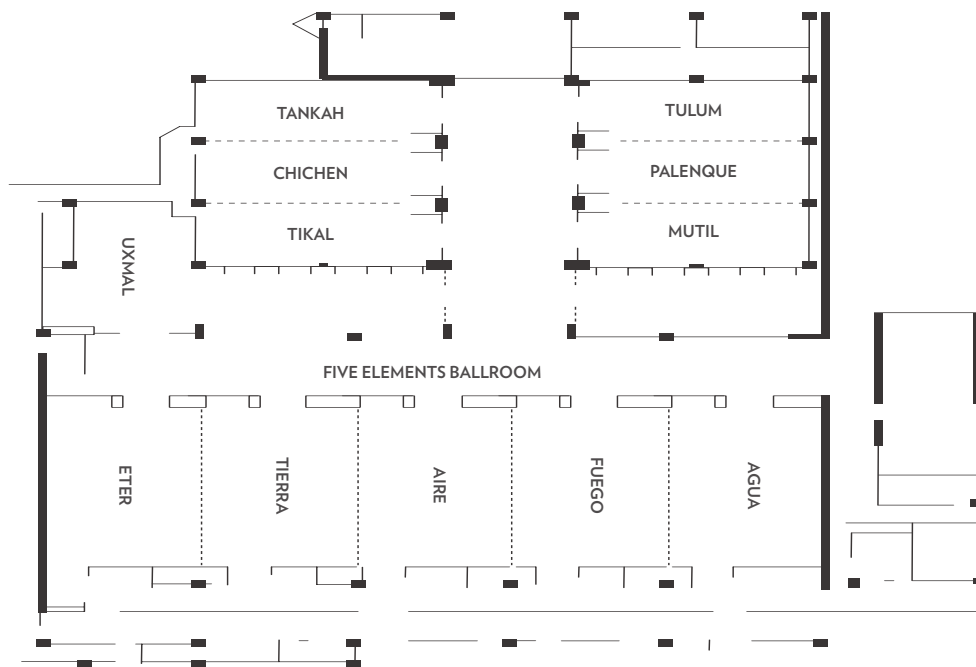 TANKAH
TULUM
CHICHEN
PALENQUE
TIKAL
MUTIL
UXMAL
FIVE ELEMENTS BALLROOM
ETER
TIERRA
AIRE
FUEGO
AGUA